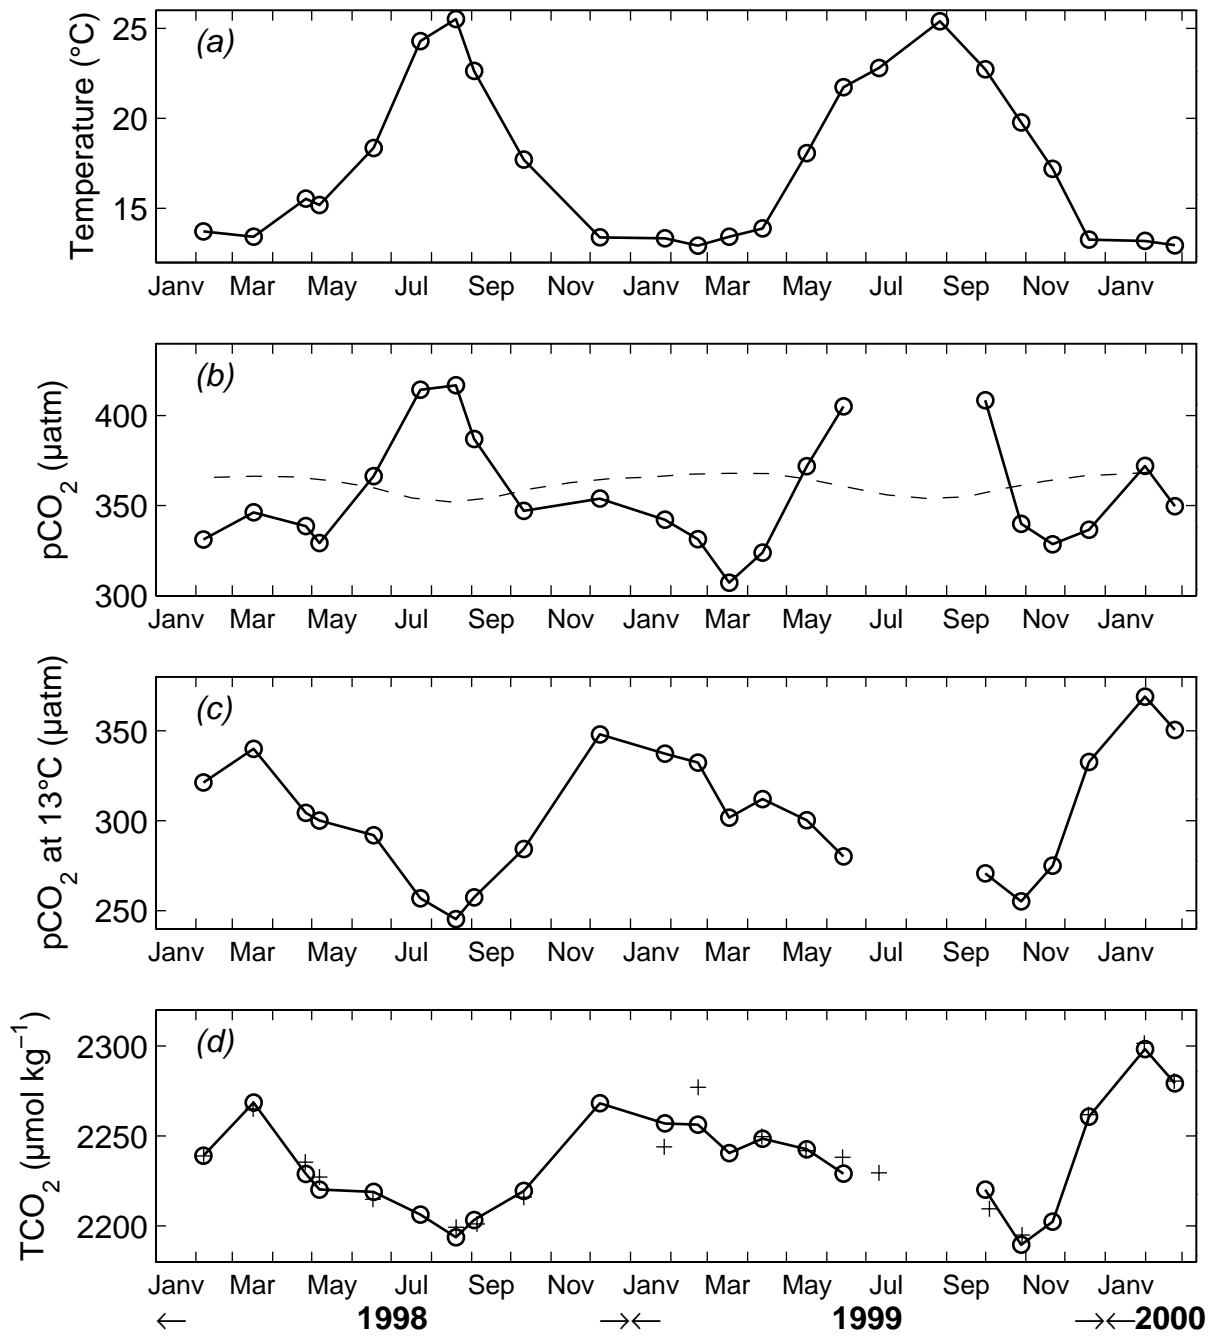 (a)
Temperature (°C)
25
20
15
Janv Mar May Jul Sep Nov Janv Mar May Jul Sep Nov Janv
(b)
pCO2 (µatm)
400
350
300
Janv Mar May Jul Sep Nov Janv Mar May Jul Sep Nov Janv
(c)
pCO2 at 13°C (µatm)
350
300
250
Janv Mar May Jul Sep Nov Janv Mar May Jul Sep Nov Janv
(d)
TCO2 (µmol kg−1)
2300
2250
2200
Janv Mar May Jul Sep Nov Janv Mar May Jul Sep Nov Janv
← 1998 →← 1999 →←2000